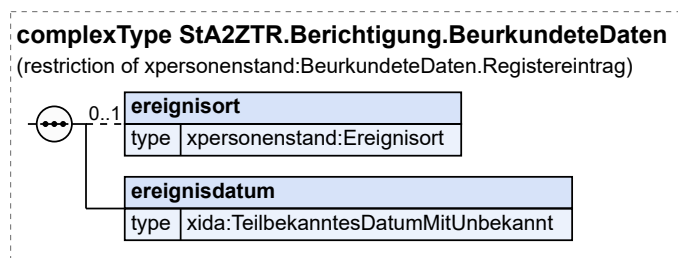 complexType StA2ZTR.Berichtigung.BeurkundeteDaten
(restriction of xpersonenstand:BeurkundeteDaten.Registereintrag)
0..1 ereignisort
type xpersonenstand:Ereignisort
ereignisdatum
type xida:TeilbekanntesDatumMitUnbekannt